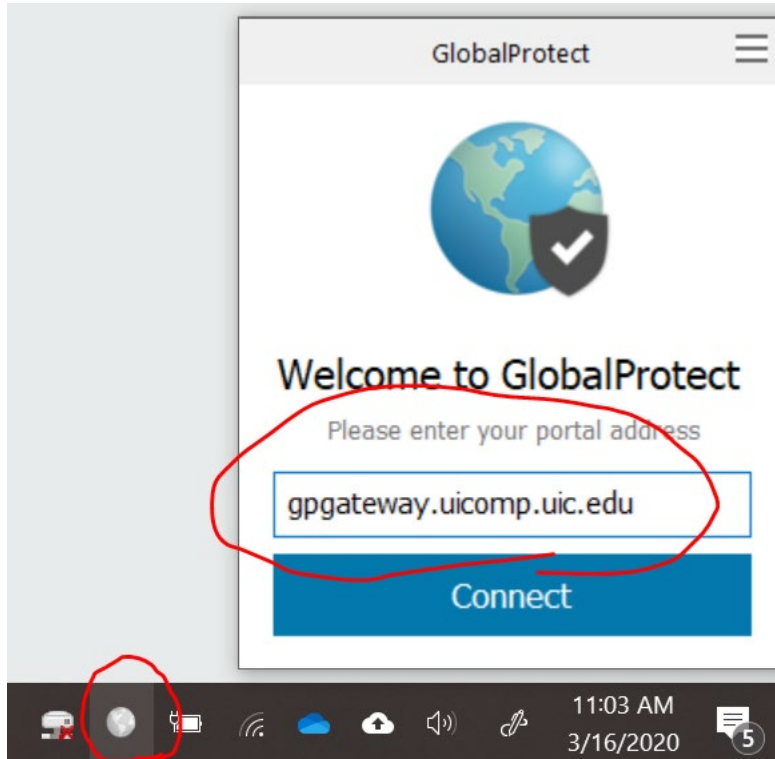 GlobalProtect
Welcome to GlobalProtect
Please enter your portal address
gpgateway.uicomp.uic.edu
Connect
11:03 AM
3/16/2020
5